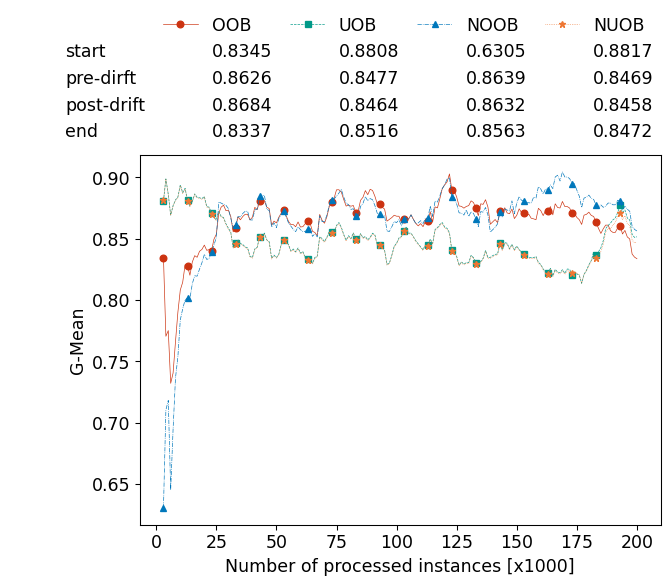 OOB UOB NOOB NUOB
start 0.8345 0.8808 0.6305 0.8817
pre-dirft 0.8626 0.8477 0.8639 0.8469
post-drift 0.8684 0.8464 0.8632 0.8458
end 0.8337 0.8516 0.8563 0.8472
0.90
0.85
0.80
0.75
0.70
0.65
G-Mean
0 25 50 75 100 125 150 175 200
Number of processed instances [x1000]